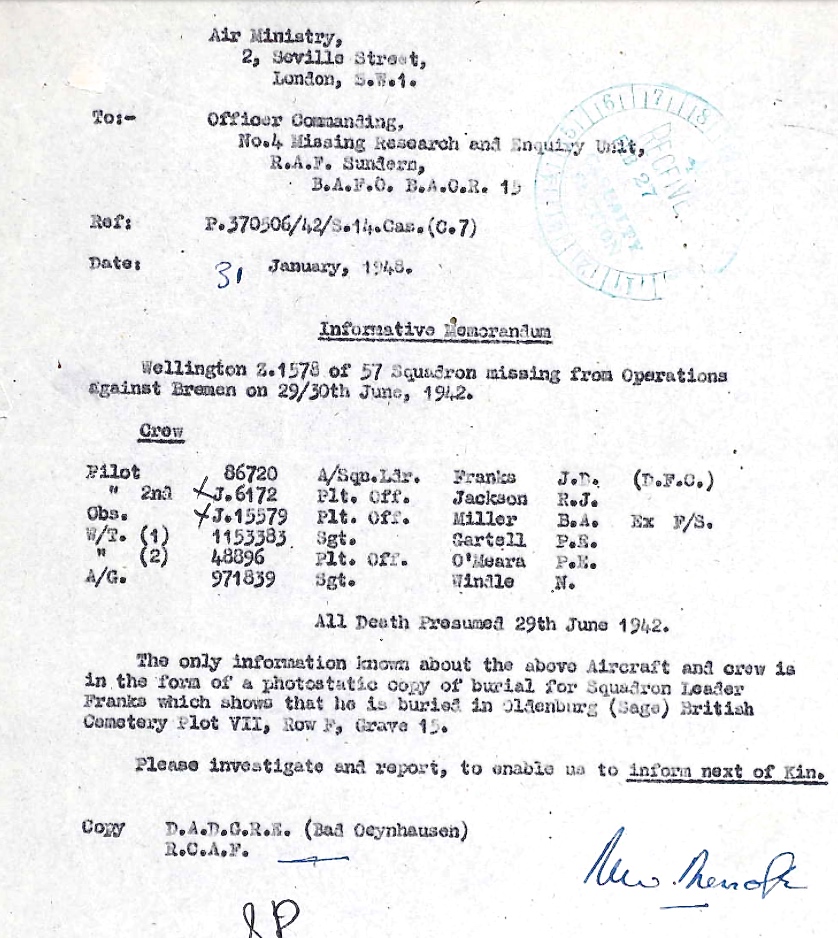 Air Ministry,
2, Seville Street,
London, S.W.1.
To:- Officer Commanding,
No.4 Missing Research and Enquiry Unit,
R.A.F. Sundern,
B.A.F.O. B.A.O.R. 15
Ref: P.370506/42/S.14.Cas.(C.7)
Date: 31 January, 1948.
RECEIVE
27
CASUALTY
Informative Memorandum
Wellington Z.1578 of 57 Squadron missing from Operations
against Bremen on 29/30th June, 1942.
Crew
Pilot 86720 A/Sqn.Ldr. Franks J.D. (D.F.C.)
" 2nd J.6172 Plt. Off. Jackson R.J.
Obs. J.15579 Plt. Off. Miller B.A. Ex F/S.
W/T. (1) 1153383 Sgt. Gartell P.E.
" (2) 48896 Plt. Off. O'Meara P.E.
A/G. 971839 Sgt. Windle N.
All Death Presumed 29th June 1942.
The only information known about the above Aircraft and crew is
in the form of a photostatic copy of burial for Squadron Leader
Franks which shows that he is buried in Oldenburg (Sage) British
Cemetery Plot VII, Row F, Grave 15.
Please investigate and report, to enable us to inform next of Kin.
Copy D.A.D.G.R.E. (Bad Oeynhausen)
R.C.A.F.